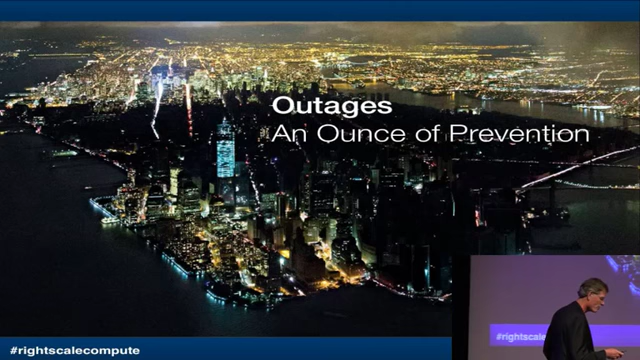 Outages
An Ounce of Prevention
#rightscalecompute
#rightscale